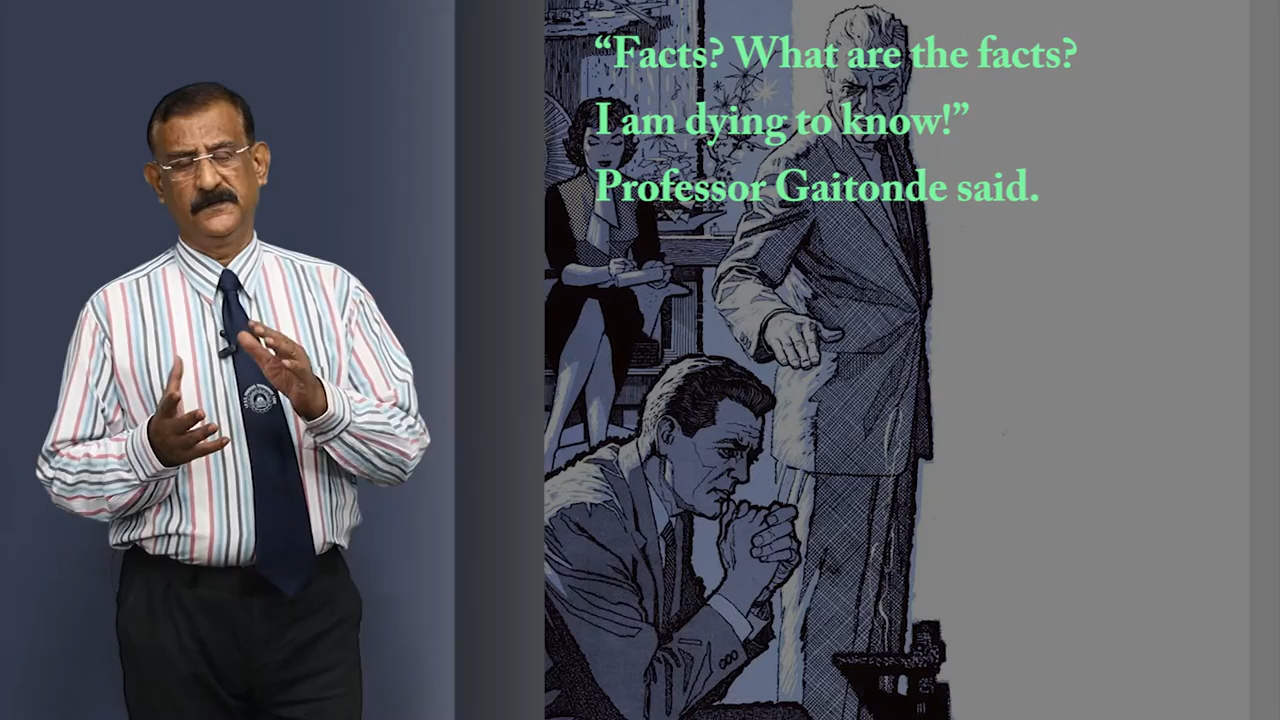 “Facts? What are the facts?
I am dying to know!”
Professor Gaitonde said.